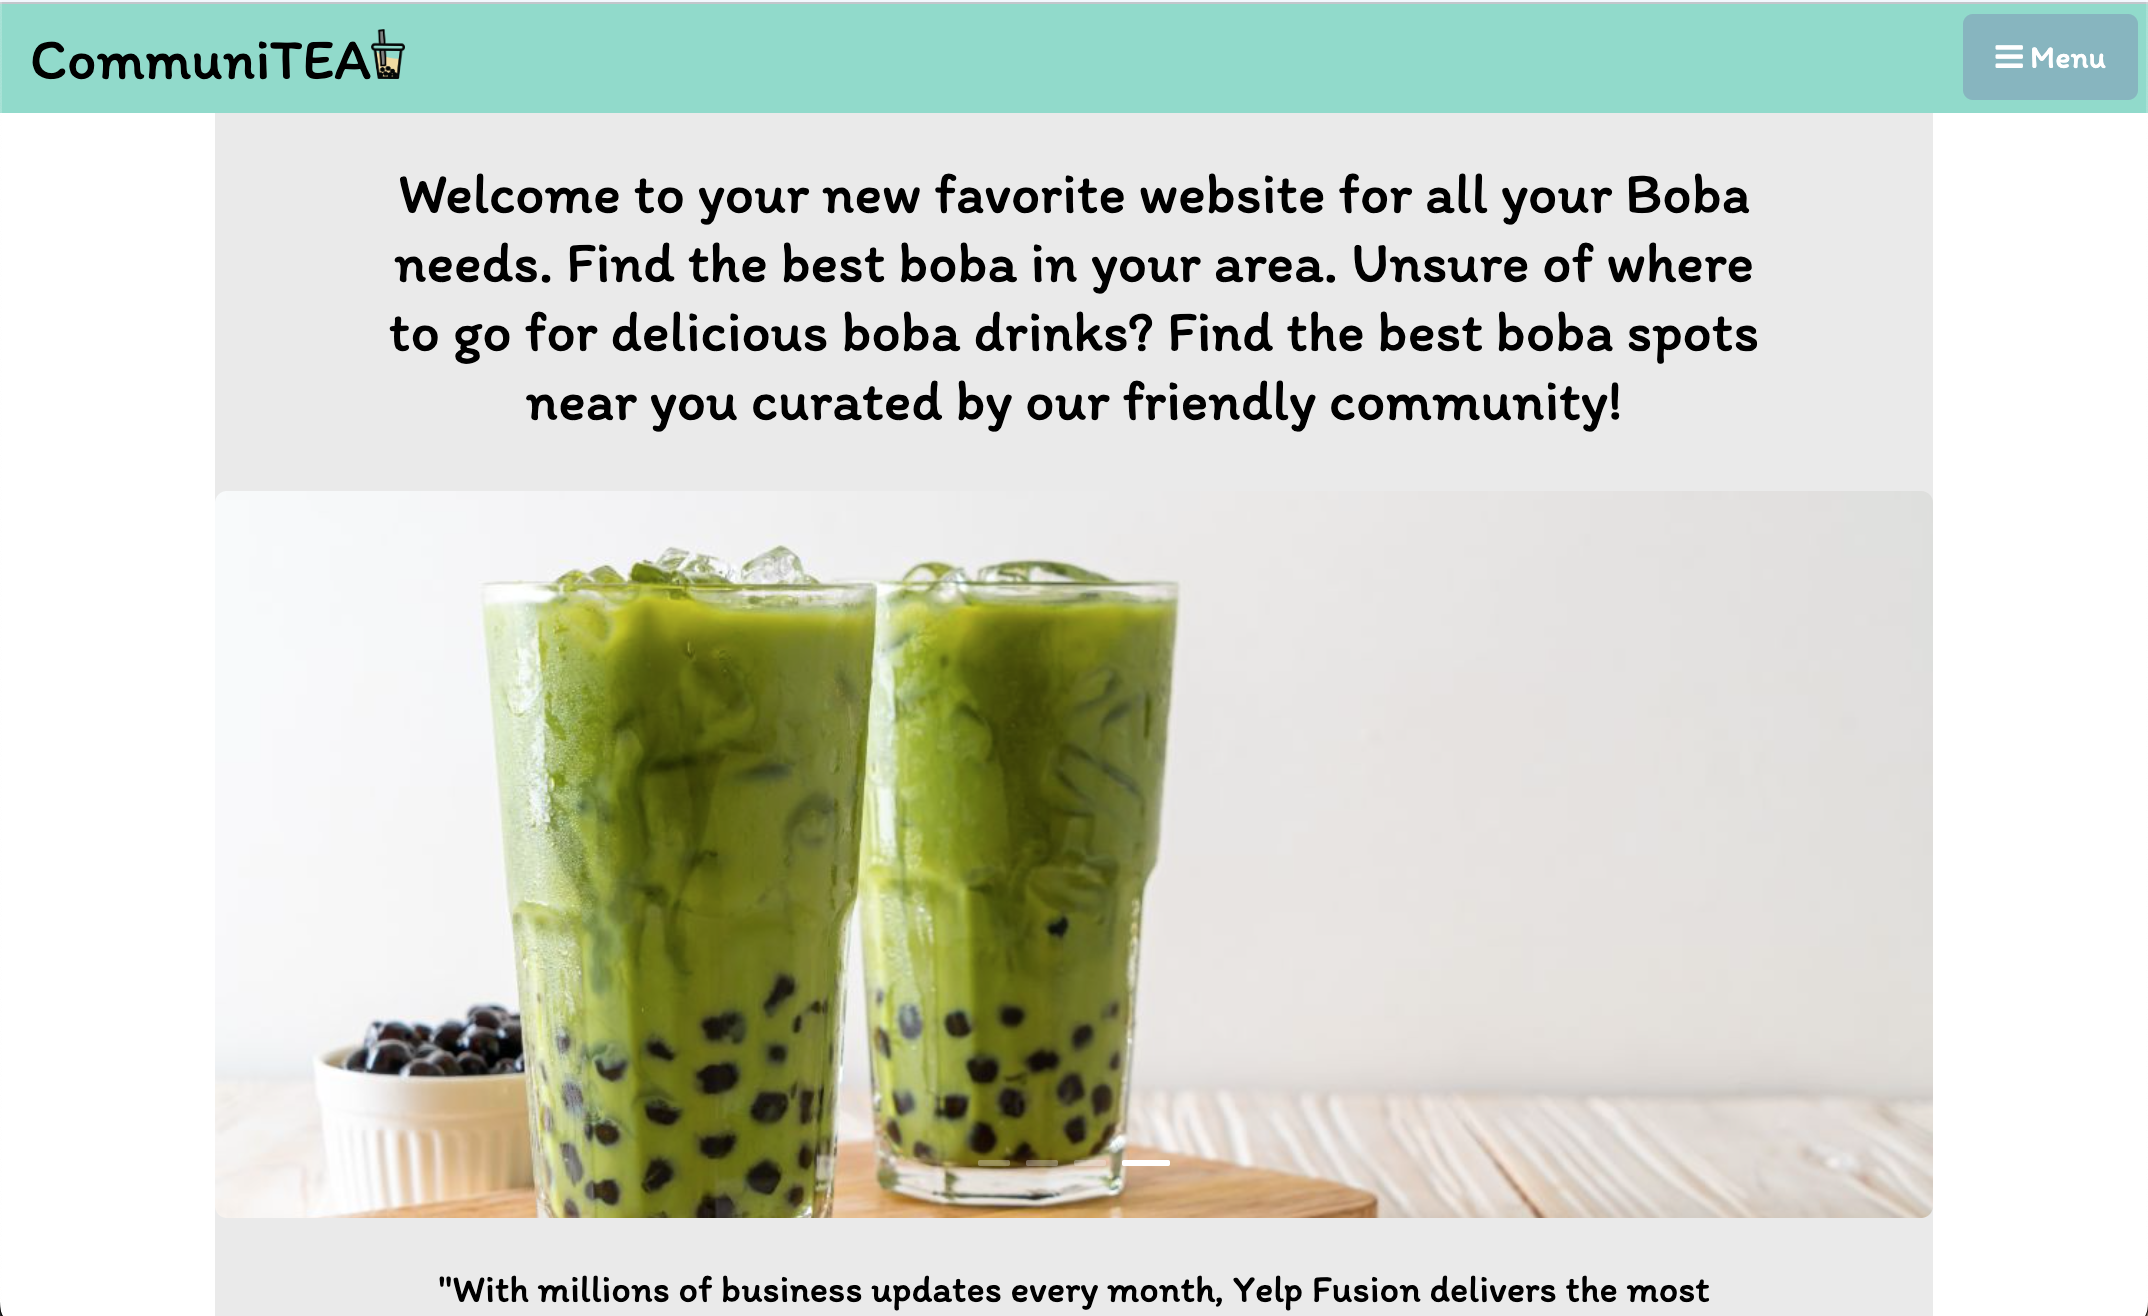 CommuniTEA
Menu
Welcome to your new favorite website for all your Boba
needs. Find the best boba in your area. Unsure of where
to go for delicious boba drinks? Find the best boba spots
near you curated by our friendly community!
"With millions of business updates every month, Yelp Fusion delivers the most